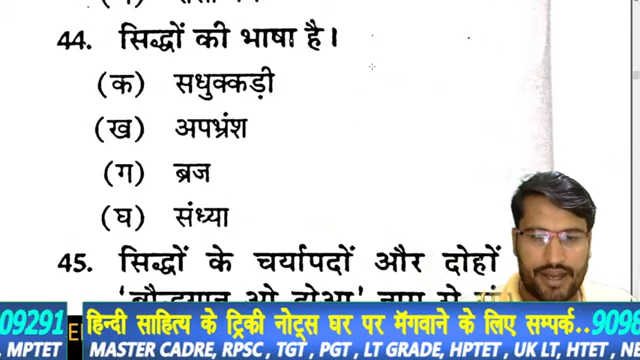 44. सिद्धों की भाषा है।
(क) सधुक्कड़ी
(ख) अपभ्रंश
(ग) ब्रज
(घ) संध्या
45. सिद्धों के चर्यापदों और दोहों
09291
हिन्दी साहित्य के ट्रिकी नोट्स घर पर मॅगवाने के लिए सम्पर्क..
9098
, MPTET
MASTER CADRE, RPSC , TGT , PGT , LT GRADE, HPTET , UK LT, HTET , N